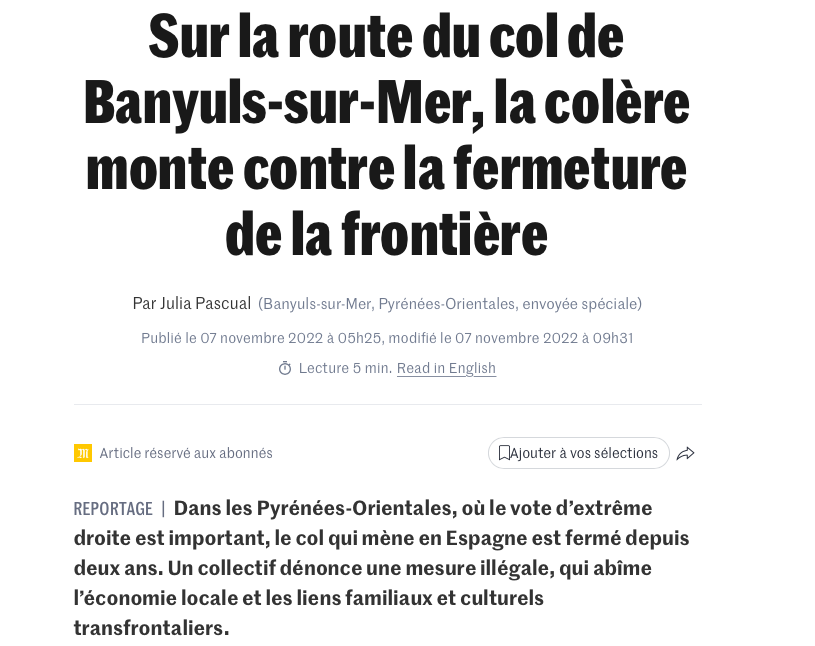 Sur la route du col de
Banyuls-sur-Mer, la colère
monte contre la fermeture
de la frontière
Par Julia Pascual (Banyuls-sur-Mer, Pyrénées-Orientales, envoyée spéciale)
Publié le 07 novembre 2022 à 05h25, modifié le 07 novembre 2022 à 09h31
Lecture 5 min. Read in English
Article réservé aux abonnés
Ajouter à vos sélections
REPORTAGE | Dans les Pyrénées-Orientales, où le vote d’extrême
droite est important, le col qui mène en Espagne est fermé depuis
deux ans. Un collectif dénonce une mesure illégale, qui abîme
l’économie locale et les liens familiaux et culturels
transfrontaliers.